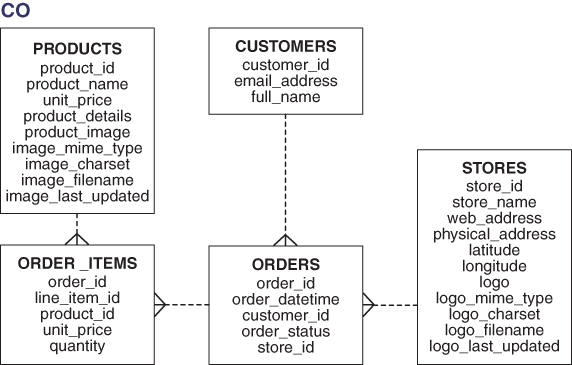 CO
PRODUCTS
product_id
product_name
unit_price
product_details
product_image
image_mime_type
image_charset
image_filename
image_last_updated
CUSTOMERS
customer_id
email_address
full_name
STORES
store_id
store_name
web_address
physical_address
latitude
longitude
logo
logo_mime_type
logo_charset
logo_filename
logo_last_updated
ORDER _ITEMS
order_id
line_item_id
product_id
unit_price
quantity
ORDERS
order_id
order_datetime
customer_id
order_status
store_id